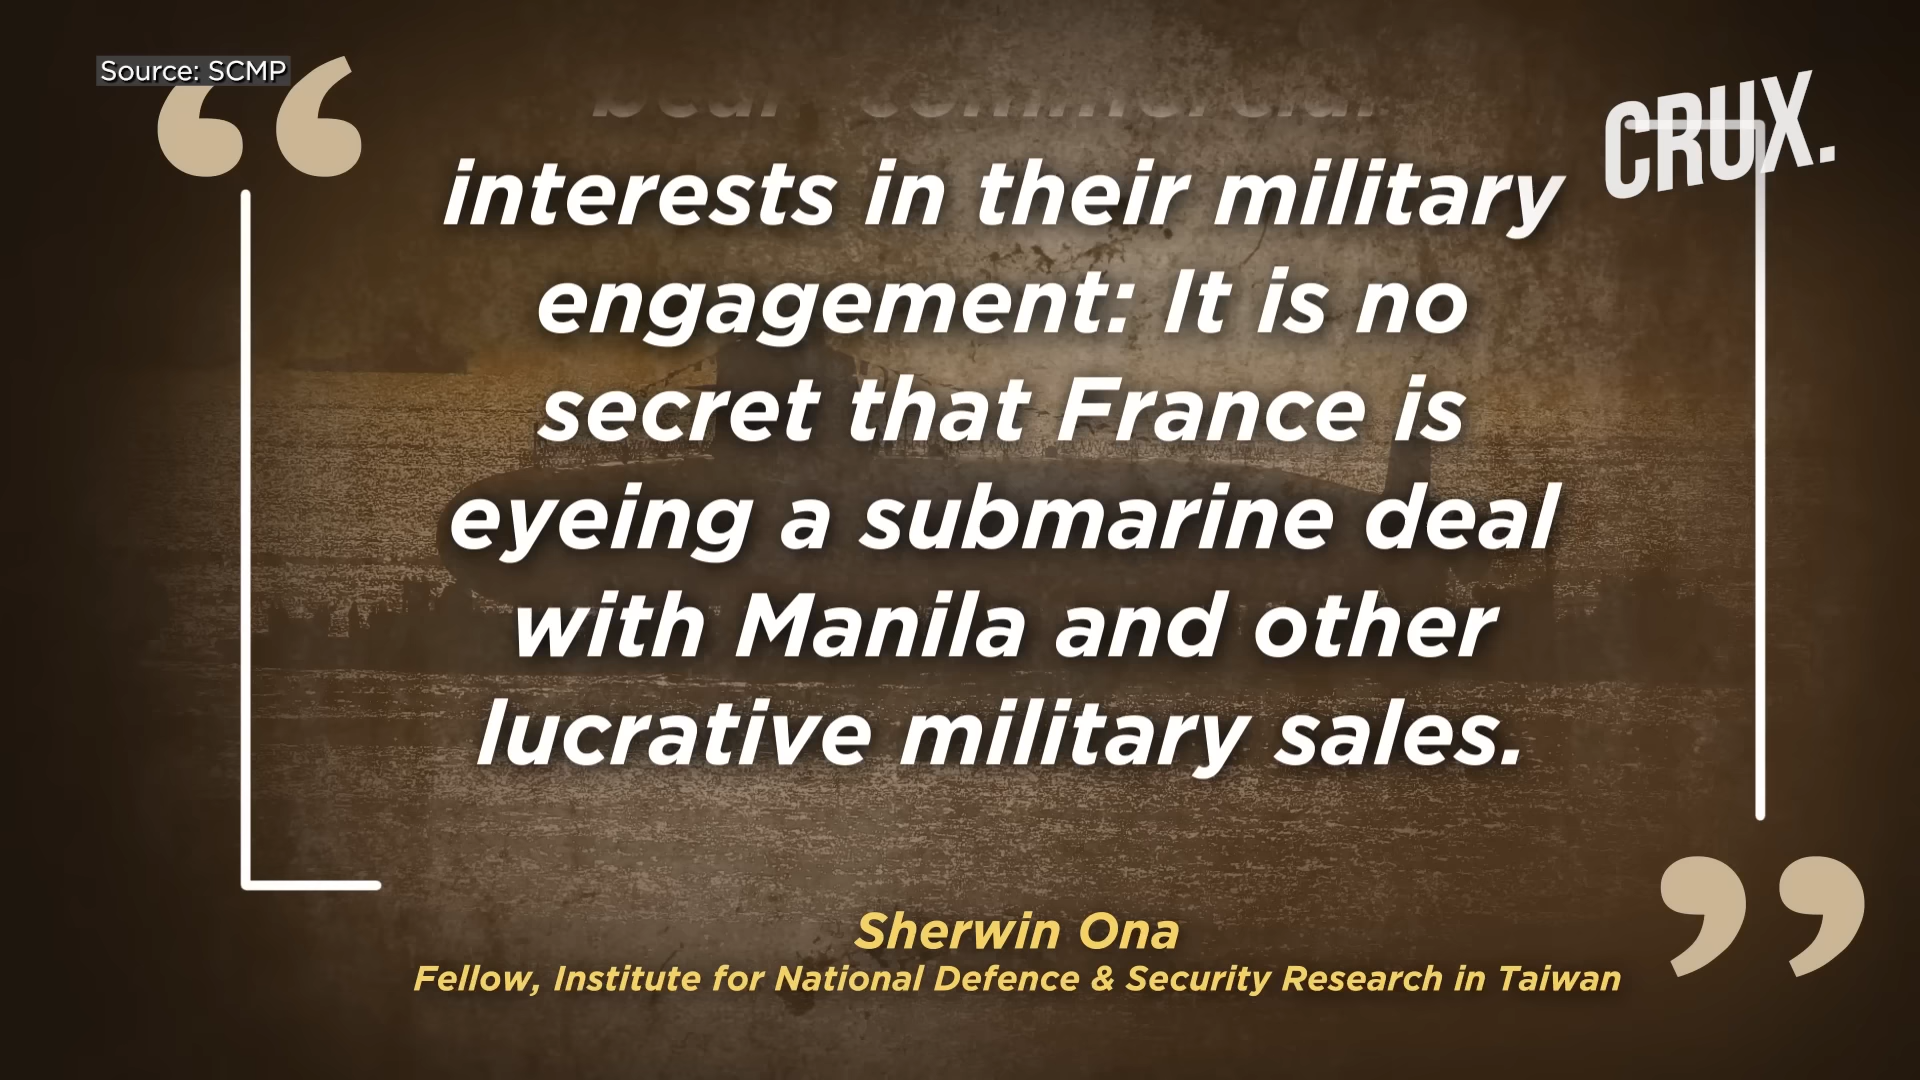 Source: SCMP
CRUX.
interests in their military
engagement: It is no
secret that France is
eyeing a submarine deal
with Manila and other
lucrative military sales.
Sherwin Ona
Fellow, Institute for National Defence & Security Research in Taiwan